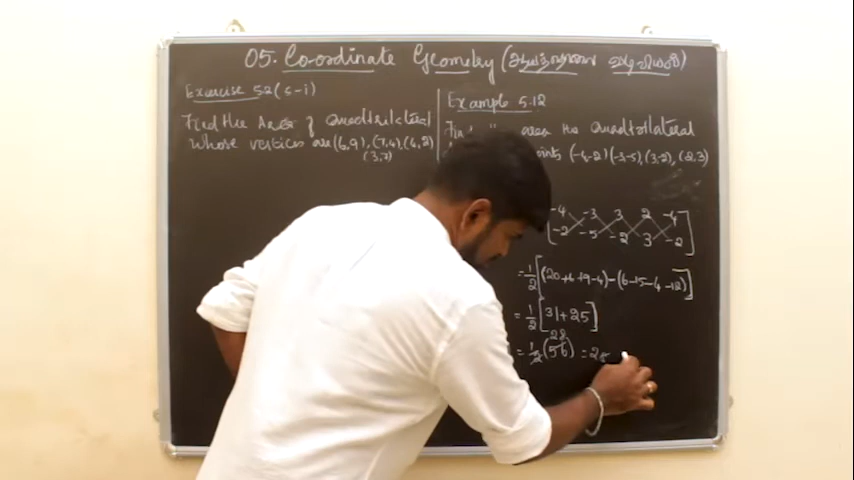 05. Co-ordinate Geometry (ஆயத்தொலை வடிவியல்)
Exercise 5.2 (6-i)
Find the Area of Quadrilateral
whose vertices are (6,9), (7,4), (4,2)
(3,7)
Example 5.12
Find the area the Quadrilateral
points (-4,-2) (-3,-5), (3,-2), (2,3)
-4 -3 3 2 -4
-2 -5 -2 3 -2
= 1/2 [(20+6+9-4)-(6-15-4-12)]
= 1/2 [31+25]
28
= 1/2 (56) = 28